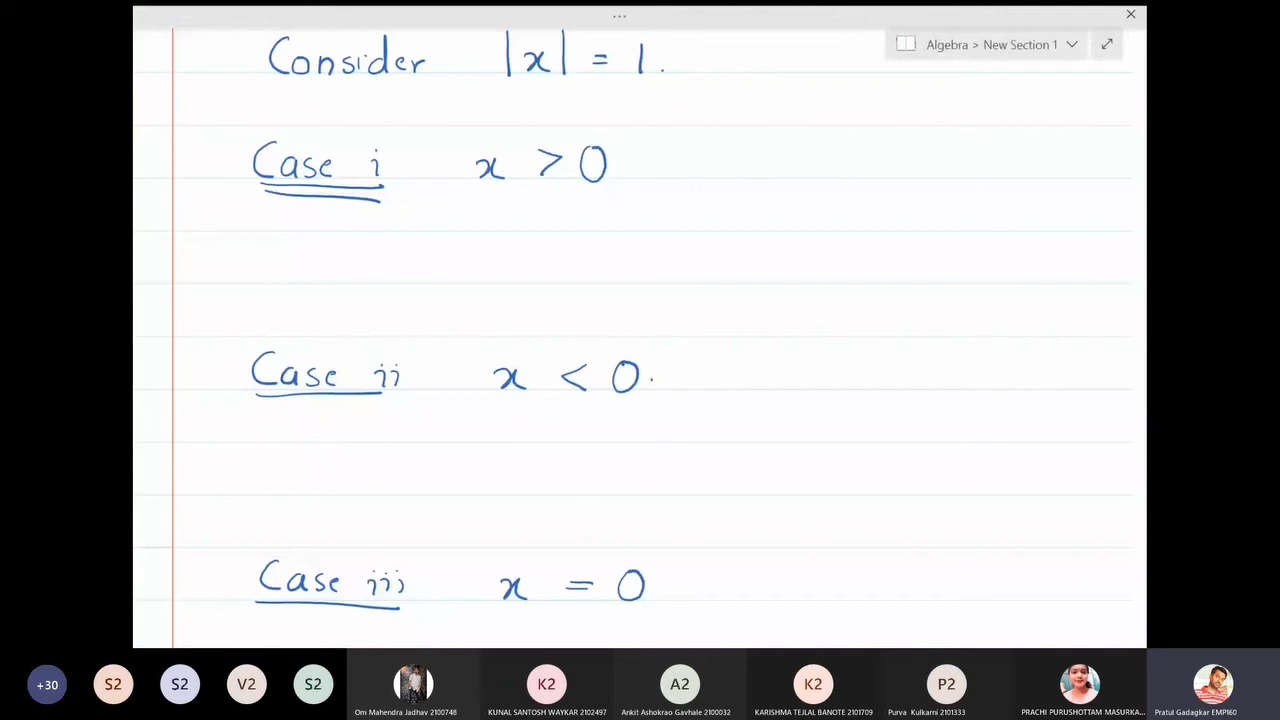 ...
Algebra > New Section 1
Consider |x| = 1.
Case i x > 0
Case ii x < 0.
Case iii x = 0
+30 S2 S2 V2 S2 K2 A2 K2 P2
Om Mahendra Jadhav 2100748 KUNAL SANTOSH WAYKAR 2102497 Ankit Ashokrao Gavhale 2100032 KARISHMA TEJLAL BANOTE 2101709 Purva Kulkarni 2101333 PRACHI PURUSHOTTAM MASURKA... Pratul Gadagkar EMP160